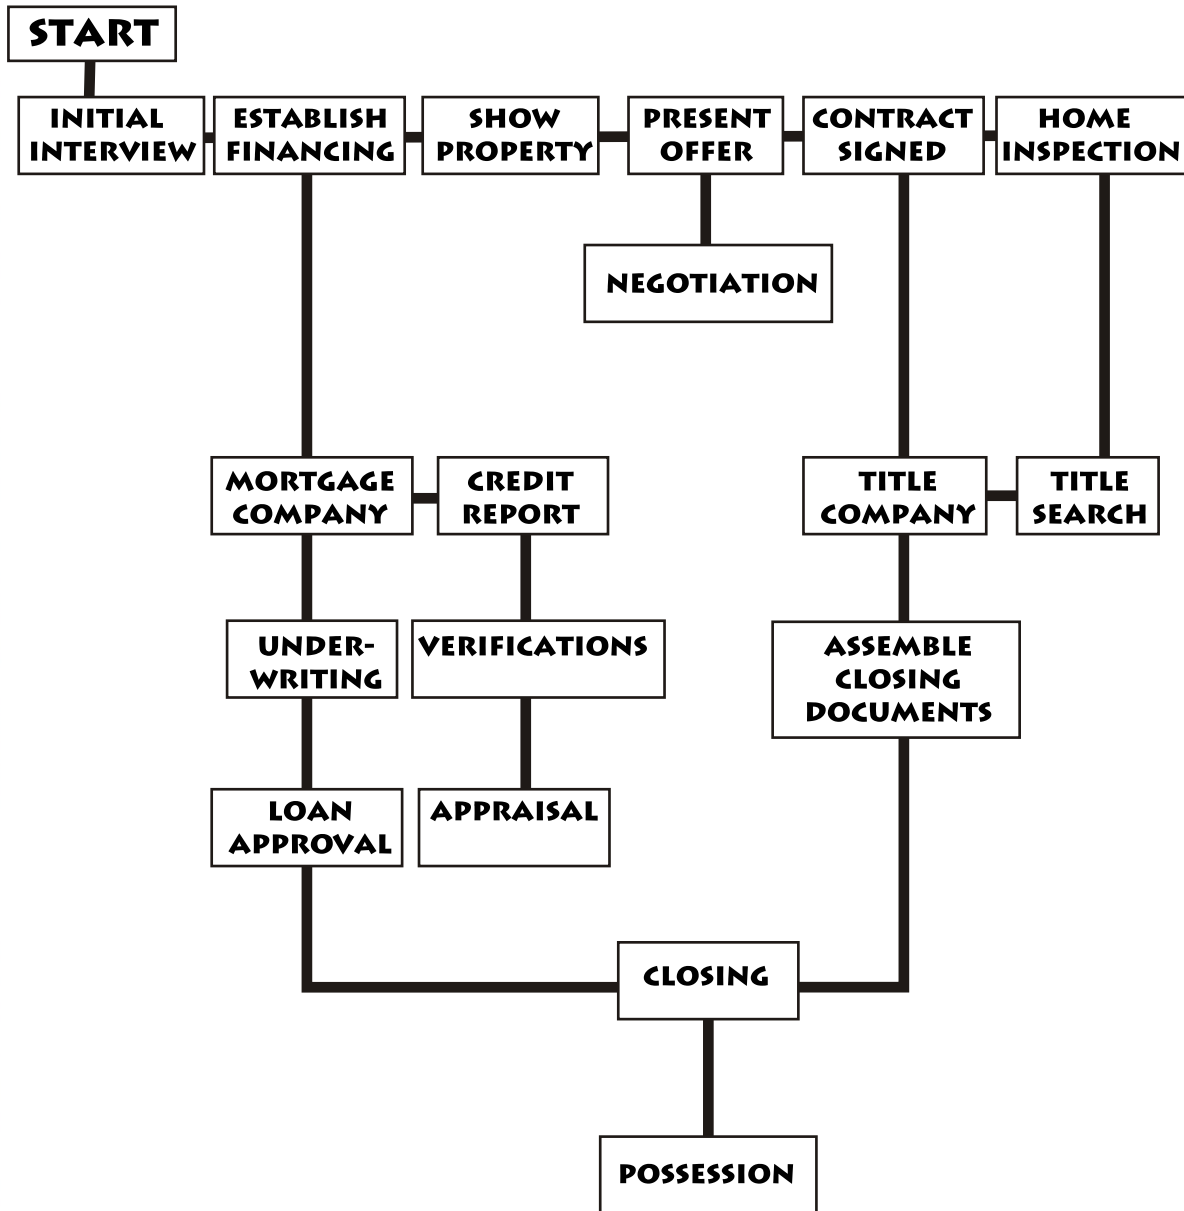 START
INITIAL
INTERVIEW
ESTABLISH
FINANCING
SHOW
PROPERTY
PRESENT
OFFER
CONTRACT
SIGNED
HOME
INSPECTION
NEGOTIATION
MORTGAGE
COMPANY
CREDIT
REPORT
TITLE
COMPANY
TITLE
SEARCH
UNDER-
WRITING
VERIFICATIONS
ASSEMBLE
CLOSING
DOCUMENTS
LOAN
APPROVAL
APPRAISAL
CLOSING
POSSESSION